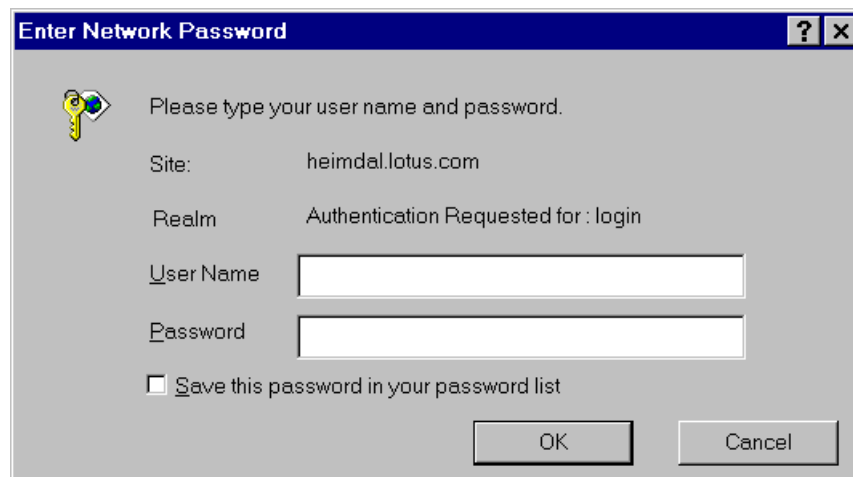 Enter Network Password
Please type your user name and password.
Site: heimdal.lotus.com
Realm Authentication Requested for : login
User Name
Password
Save this password in your password list
OK Cancel